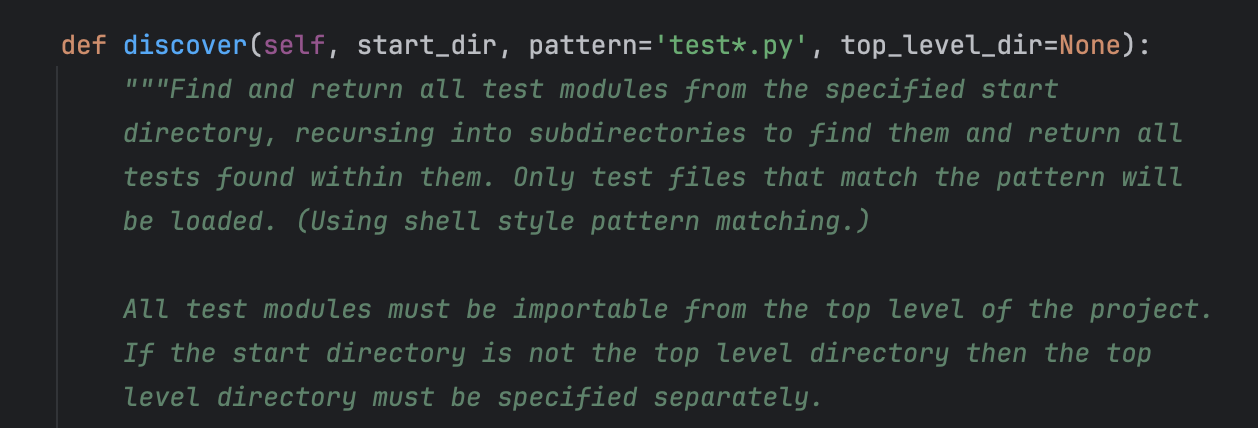 def discover(self, start_dir, pattern='test*.py', top_level_dir=None):
"""Find and return all test modules from the specified start
directory, recursing into subdirectories to find them and return all
tests found within them. Only test files that match the pattern will
be loaded. (Using shell style pattern matching.)
All test modules must be importable from the top level of the project.
If the start directory is not the top level directory then the top
level directory must be specified separately.